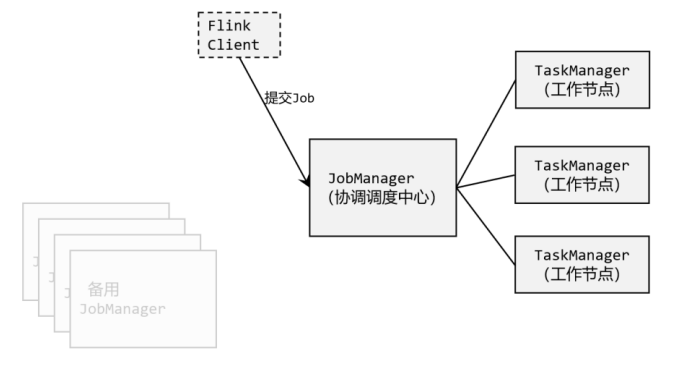 Flink
Client
提交Job
TaskManager
(工作节点)
JobManager
(协调调度中心)
TaskManager
(工作节点)
TaskManager
(工作节点)
备用
JobManager
J
J
J